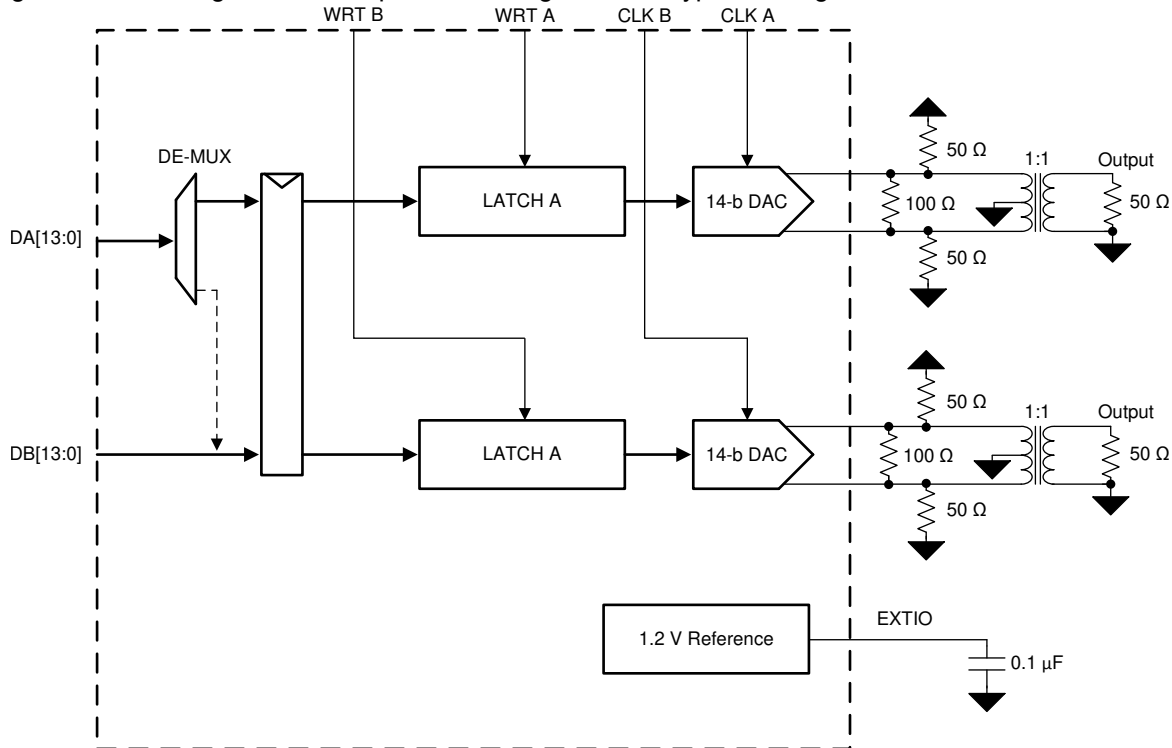 WRT B WRT A CLK B CLK A
DE-MUX
50 Ω
1:1
Output
LATCH A
14-b DAC
100 Ω
50 Ω
DA[13:0]
50 Ω
50 Ω
1:1
Output
DB[13:0]
LATCH A
14-b DAC
100 Ω
50 Ω
50 Ω
1.2 V Reference
EXTIO
0.1 µF